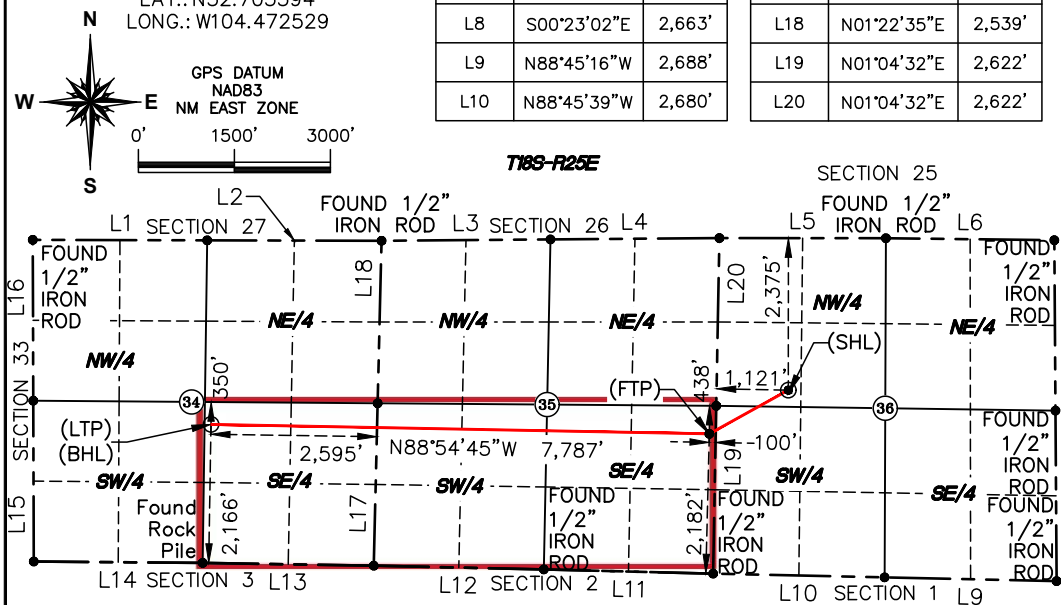 LAT.: N32.703394
LONG.: W104.472529
N
W
E
S
GPS DATUM
NAD83
NM EAST ZONE
0' 1500' 3000'
L8 S00°23'02"E 2,663'
L9 N88°45'16"W 2,688'
L10 N88°45'39"W 2,680'
L18 N01°22'35"E 2,539'
L19 N01°04'32"E 2,622'
L20 N01°04'32"E 2,622'
T18S-R25E
SECTION 25
L1 SECTION 27
L2
FOUND 1/2"
IRON ROD
L3 SECTION 26 L4
L5
FOUND 1/2"
IRON ROD
L6
FOUND
1/2"
IRON
ROD
FOUND
1/2"
IRON
ROD
L16
L18
L20
2,375'
NW/4
NE/4
NW/4
NE/4
NW/4
NE/4
SECTION 33
(SHL)
350'
438'
1,121'
(FTP)
34
35
36
(LTP)
(BHL)
2,595'
N88°54'45"W 7,787'
100'
L19
FOUND
1/2"
IRON
ROD
SW/4
SE/4
SW/4
SE/4
SW/4
SE/4
L15
Found
Rock
Pile
2,166'
L17
FOUND
1/2"
IRON
ROD
2,182'
FOUND
1/2"
IRON
ROD
FOUND
1/2"
IRON
ROD
L14 SECTION 3 L13
L12 SECTION 2 L11
L10 SECTION 1 L9